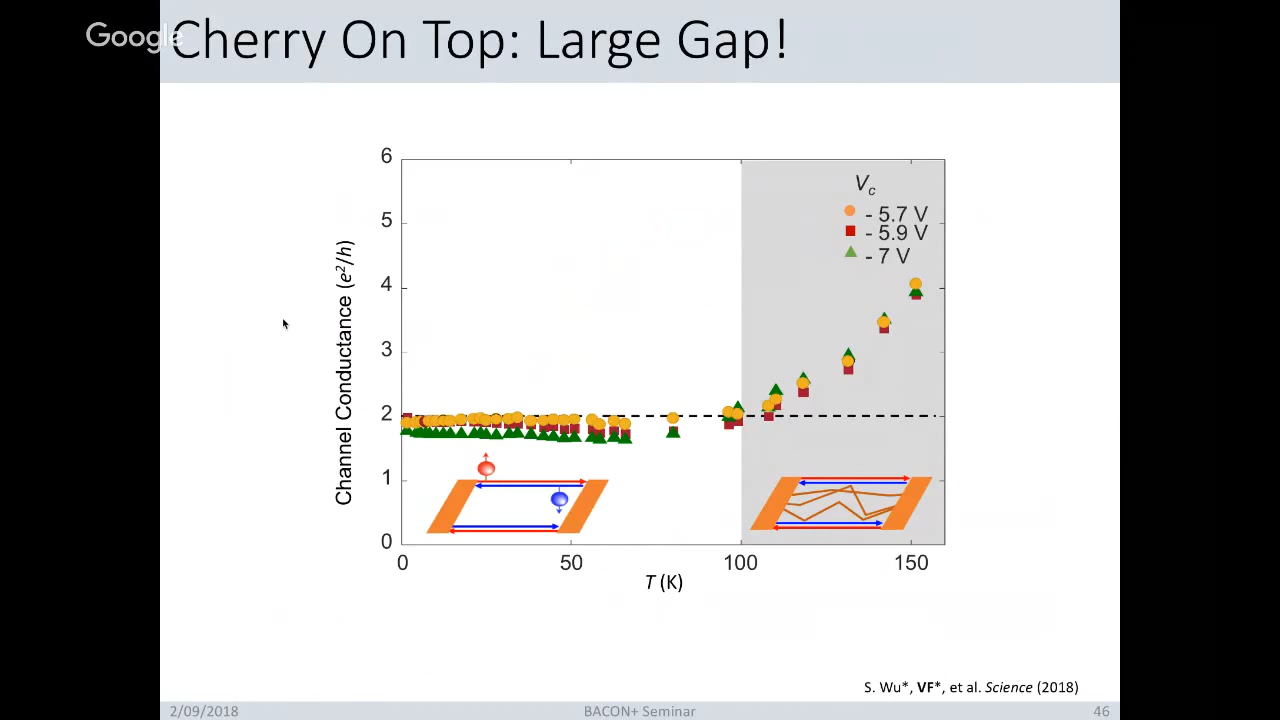 Google
Cherry On Top: Large Gap!
6
5
4
3
2
1
0
Channel Conductance (e²/h)
V_c
- 5.7 V
- 5.9 V
- 7 V
0
50
100
150
T (K)
S. Wu*, VF*, et al. Science (2018)
2/09/2018
BACON+ Seminar
46